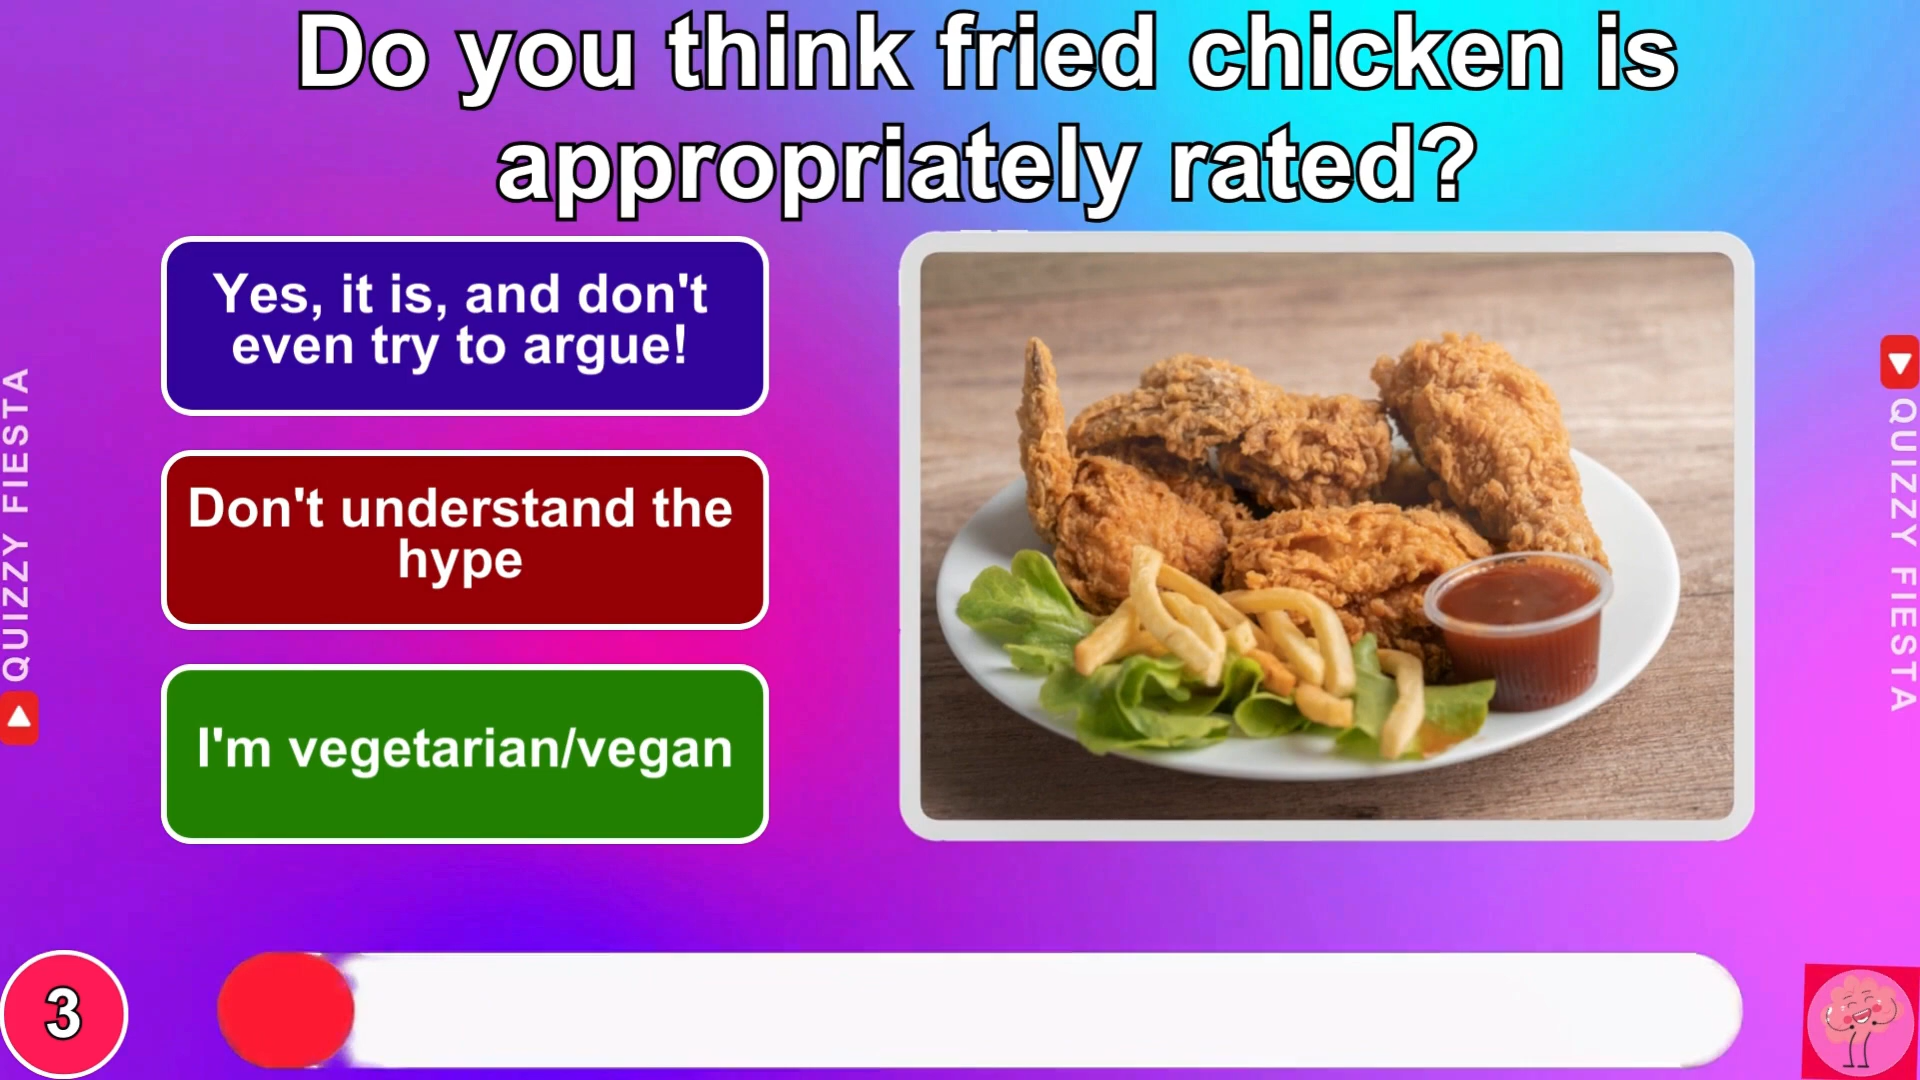 Do you think fried chicken is
appropriately rated?
Yes, it is, and don't
even try to argue!
Don't understand the
hype
I'm vegetarian/vegan
QUIZZY FIESTA
QUIZZY FIESTA
3